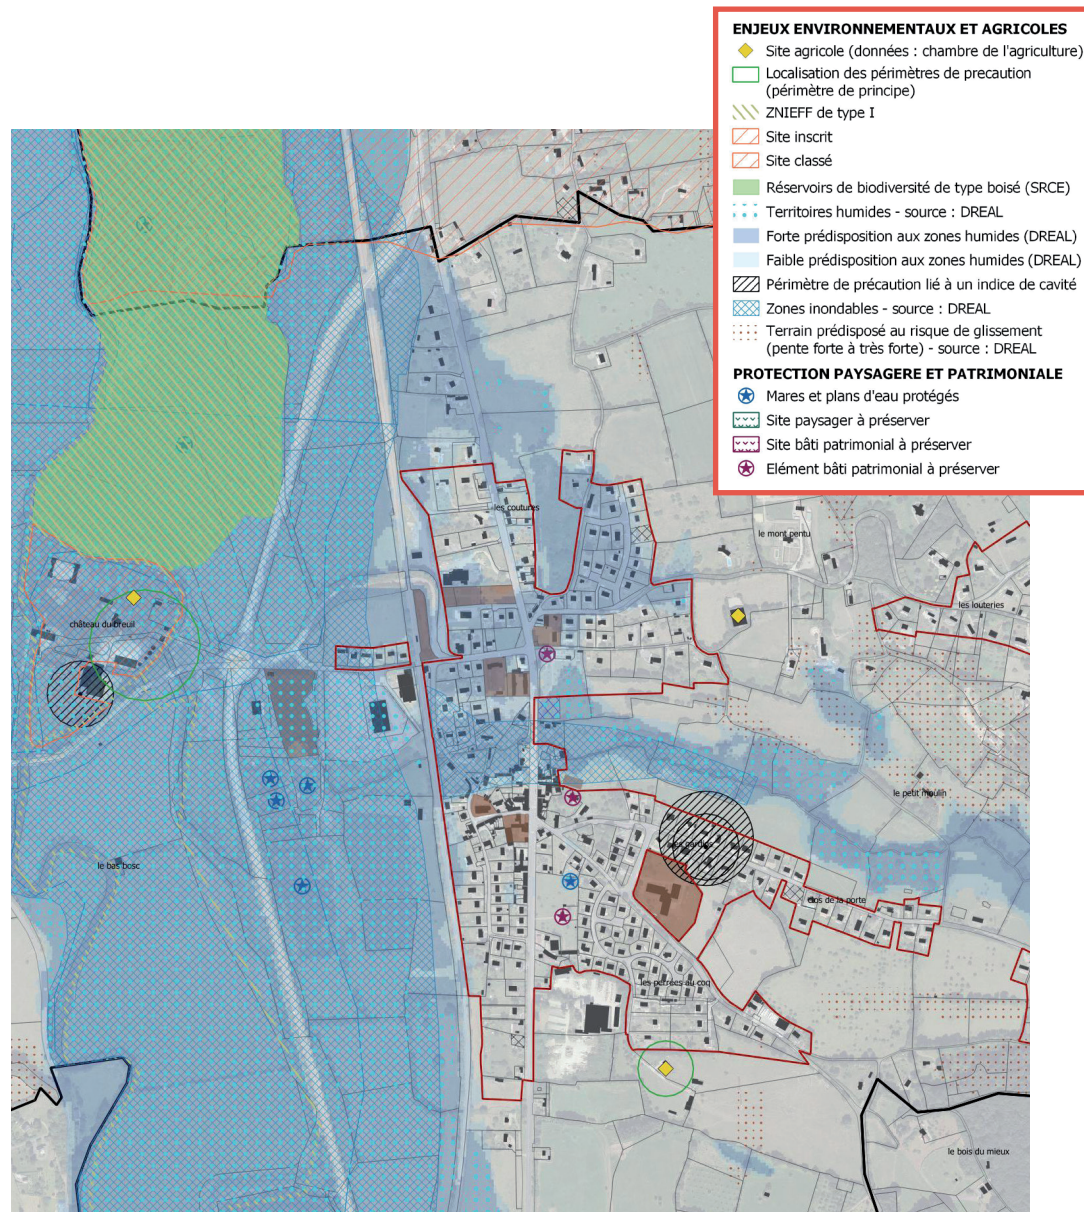 ENJEUX ENVIRONNEMENTAUX ET AGRICOLES
Site agricole (données : chambre de l'agriculture)
Localisation des périmètres de precaution
(périmètre de principe)
ZNIEFF de type I
Site inscrit
Site classé
Réservoirs de biodiversité de type boisé (SRCE)
Territoires humides - source : DREAL
Forte prédisposition aux zones humides (DREAL)
Faible prédisposition aux zones humides (DREAL)
Périmètre de précaution lié à un indice de cavité
Zones inondables - source : DREAL
Terrain prédisposé au risque de glissement
(pente forte à très forte) - source : DREAL
PROTECTION PAYSAGERE ET PATRIMONIALE
Mares et plans d'eau protégés
Site paysager à préserver
Site bâti patrimonial à préserver
Elément bâti patrimonial à préserver
les coutures
le mont pentu
les louteries
château du breuil
le petit moulin
le bas bosc
clos de la porte
les perrées au coq
le bois du mieux